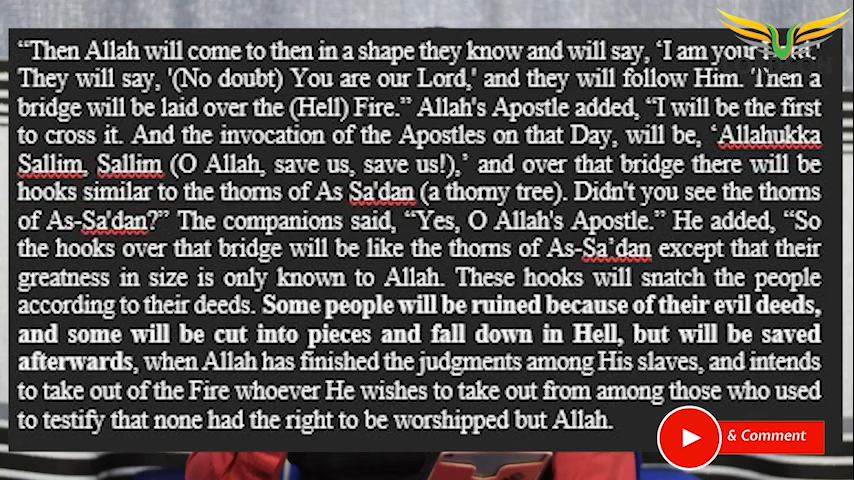 “Then Allah will come to then in a shape they know and will say, ‘I am your Lord.’
They will say, '(No doubt) You are our Lord,' and they will follow Him. 'Then a
bridge will be laid over the (Hell) Fire.” Allah's Apostle added, “I will be the first
to cross it. And the invocation of the Apostles on that Day, will be, ‘Allahukka
Sallim, Sallim (O Allah, save us, save us!),’ and over that bridge there will be
hooks similar to the thorns of As Sa'dan (a thorny tree). Didn't you see the thorns
of As-Sa'dan?” The companions said, “Yes, O Allah's Apostle.” He added, “So
the hooks over that bridge will be like the thorns of As-Sa’dan except that their
greatness in size is only known to Allah. These hooks will snatch the people
according to their deeds. Some people will be ruined because of their evil deeds,
and some will be cut into pieces and fall down in Hell, but will be saved
afterwards, when Allah has finished the judgments among His slaves, and intends
to take out of the Fire whoever He wishes to take out from among those who used
to testify that none had the right to be worshipped but Allah.
& Comment